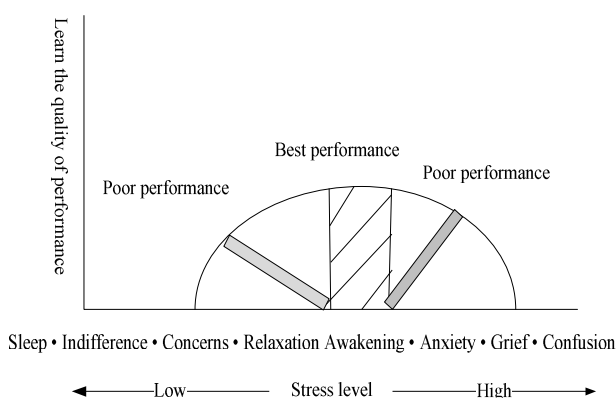 Learn the quality of performance
Best performance
Poor performance
Poor performance
Sleep • Indifference • Concerns • Relaxation Awakening • Anxiety • Grief • Confusion
Low Stress level High